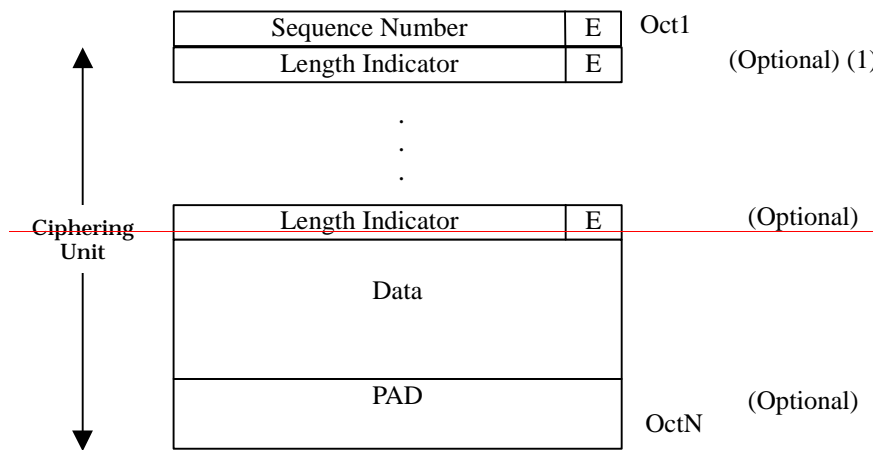 Sequence Number E Oct1
Length Indicator E (Optional) (1)
.
.
.
Length Indicator E (Optional)
Ciphering
Unit
Data
PAD (Optional)
OctN